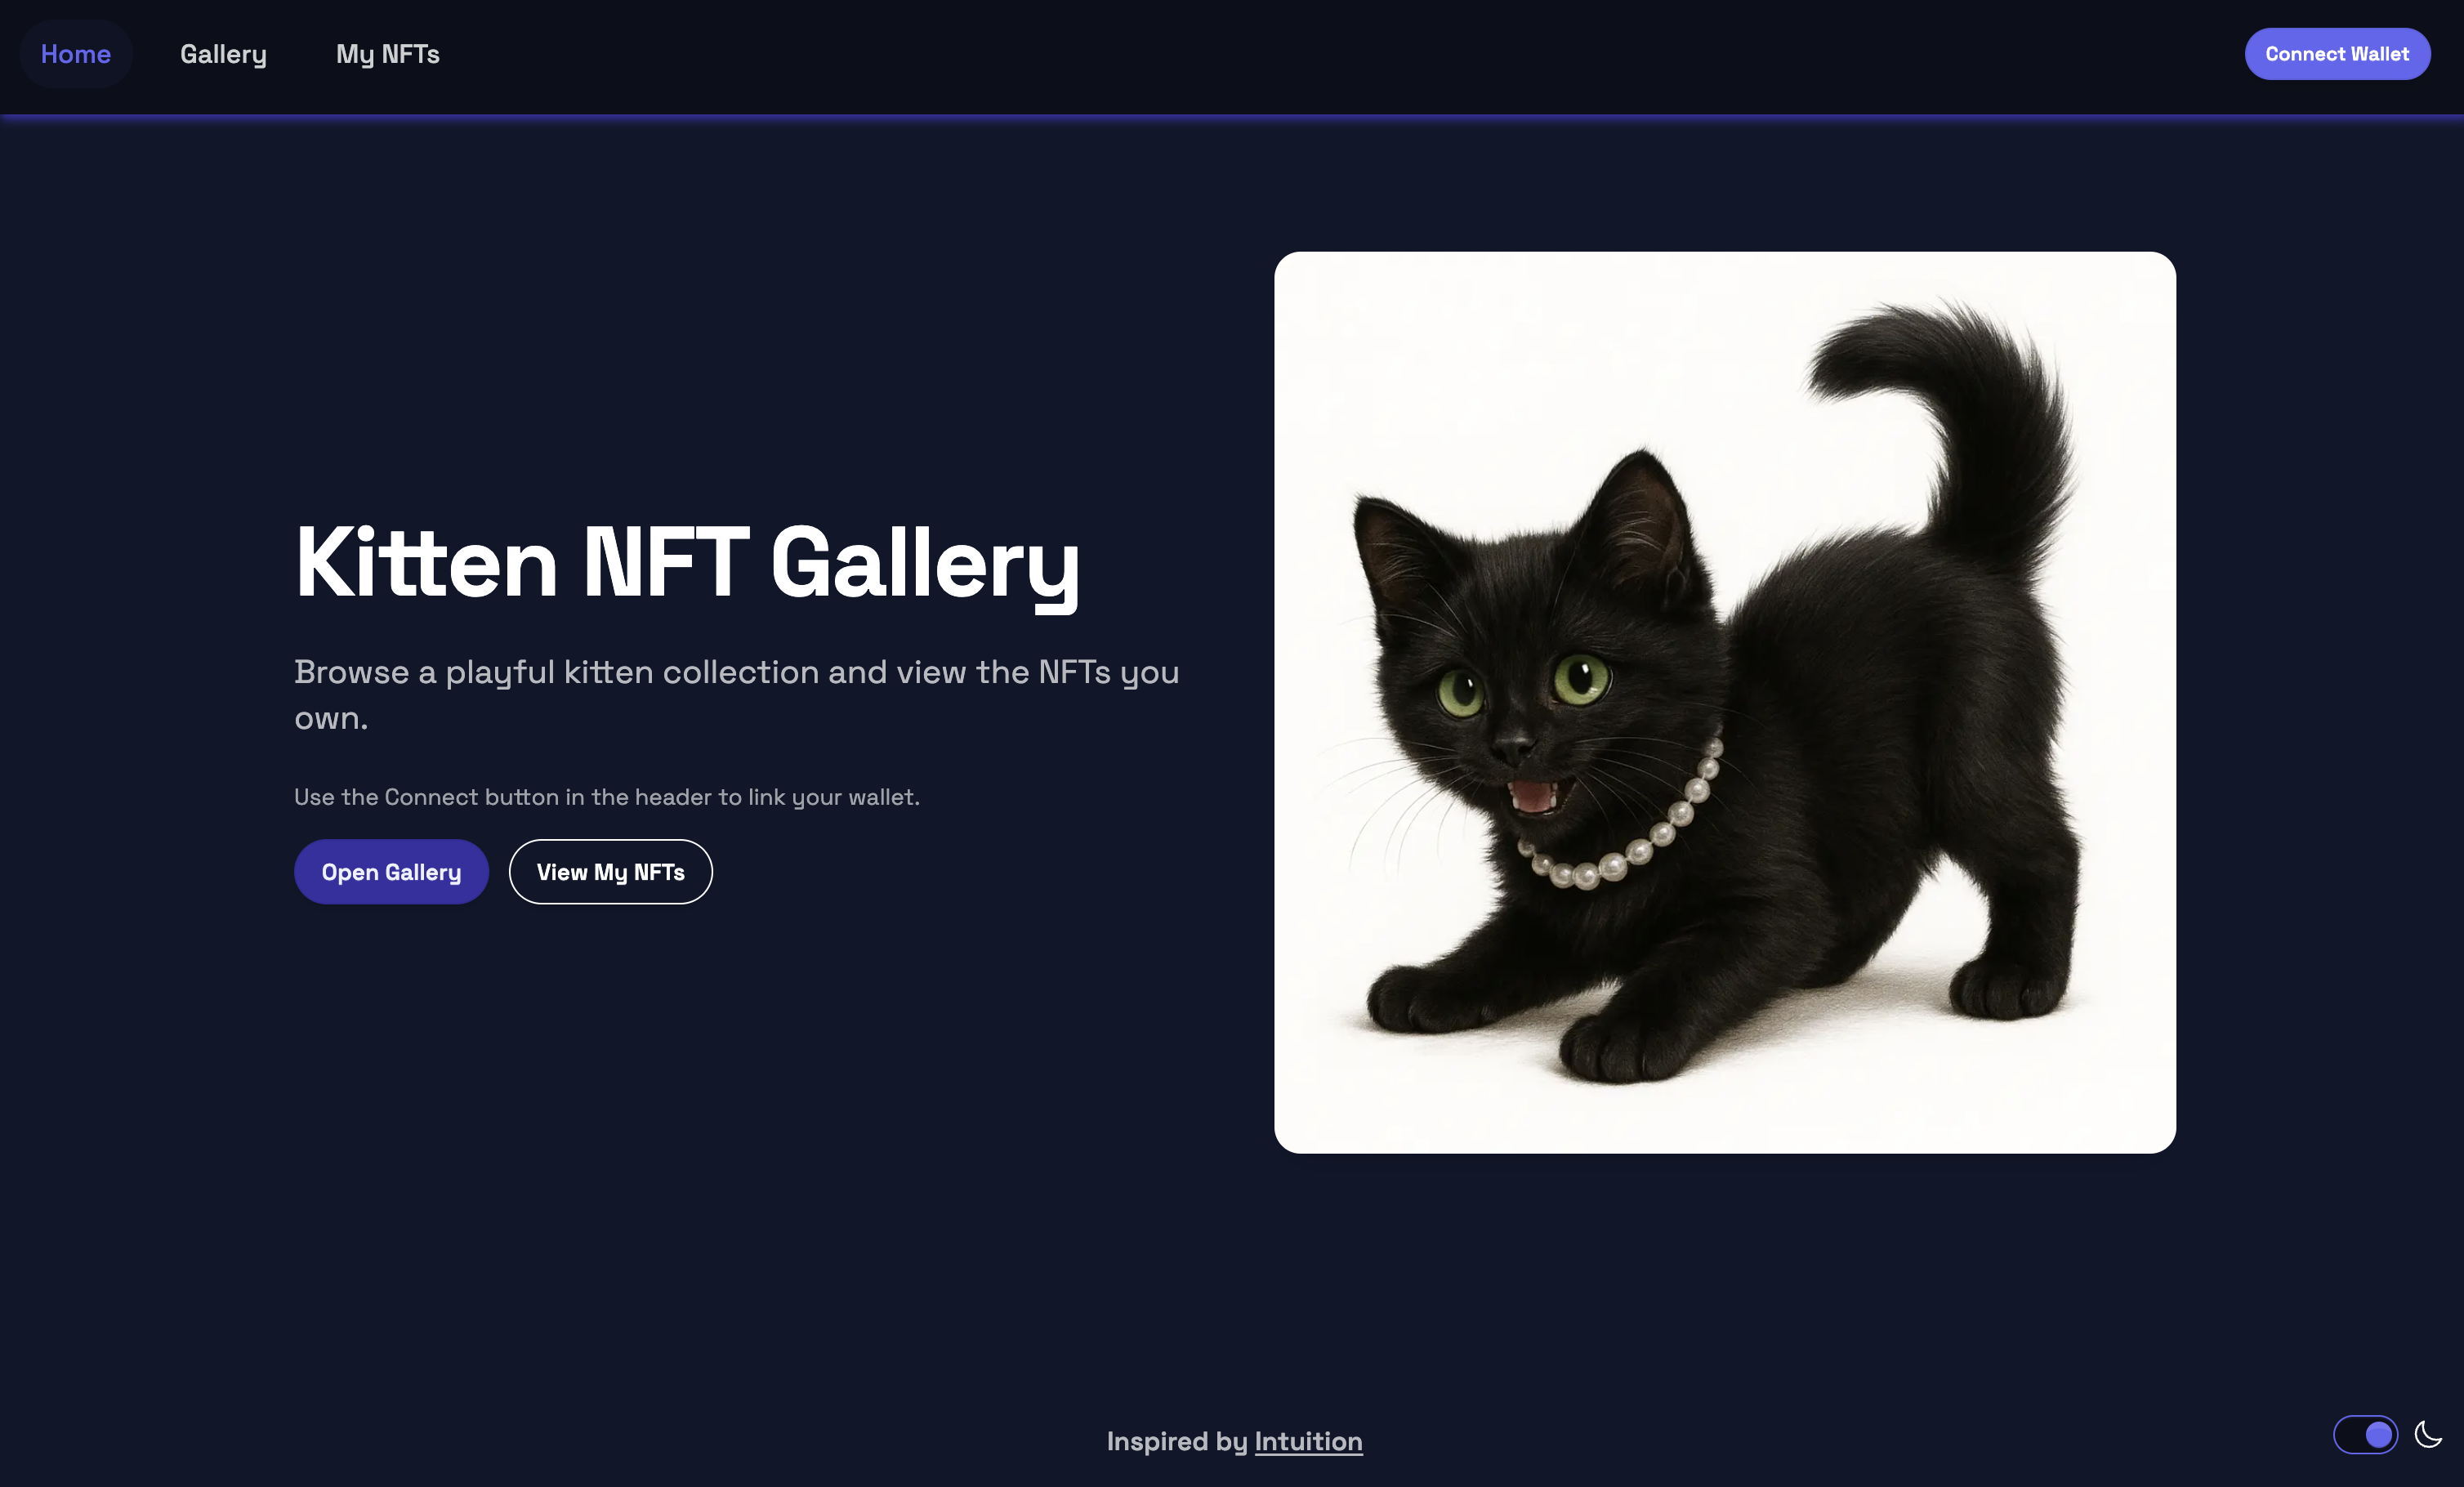 Home
Gallery
My NFTs
Connect Wallet
Kitten NFT Gallery
Browse a playful kitten collection and view the NFTs you
own.
Use the Connect button in the header to link your wallet.
Open Gallery
View My NFTs
Inspired by Intuition